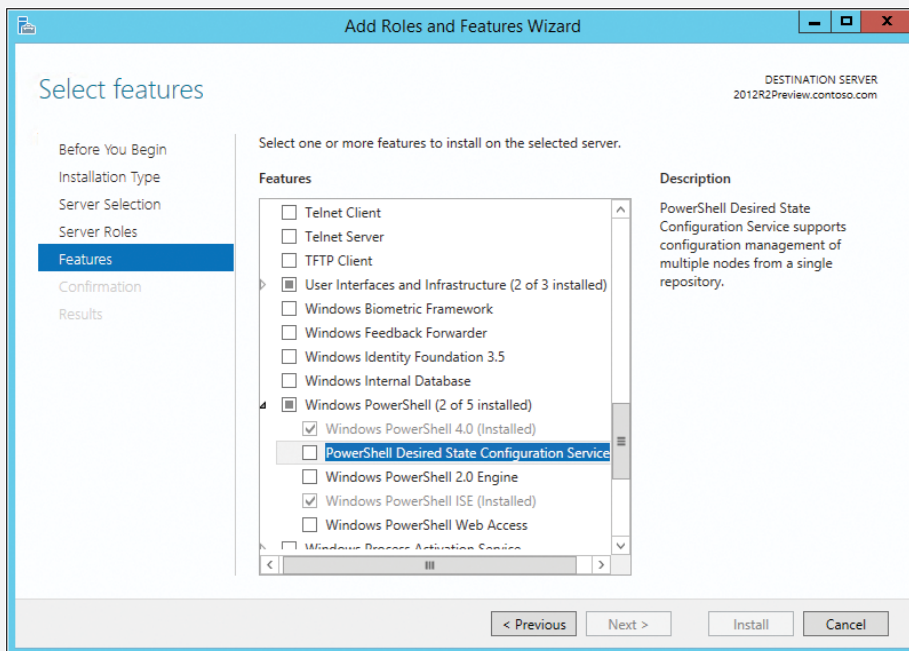 Add Roles and Features Wizard
Select features
DESTINATION SERVER
2012R2Preview.contoso.com
Before You Begin
Installation Type
Server Selection
Server Roles
Features
Confirmation
Results
Select one or more features to install on the selected server.
Features
Telnet Client
Telnet Server
TFTP Client
User Interfaces and Infrastructure (2 of 3 installed)
Windows Biometric Framework
Windows Feedback Forwarder
Windows Identity Foundation 3.5
Windows Internal Database
Windows PowerShell (2 of 5 installed)
Windows PowerShell 4.0 (Installed)
PowerShell Desired State Configuration Service
Windows PowerShell 2.0 Engine
Windows PowerShell ISE (Installed)
Windows PowerShell Web Access
Windows Process Activation Service
Description
PowerShell Desired State
Configuration Service supports
configuration management of
multiple nodes from a single
repository.
< Previous
Next >
Install
Cancel